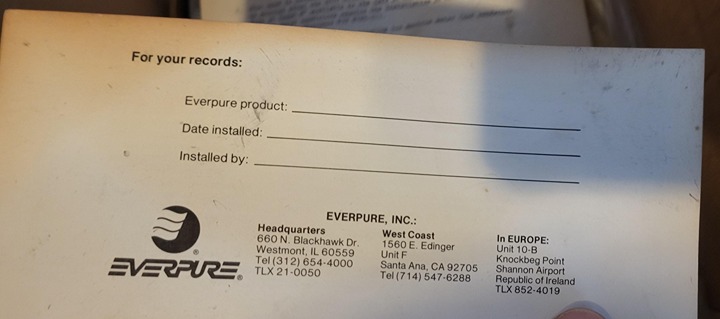 For your records:
Everpure product:
Date installed:
Installed by:
EVERPURE, INC.:
Headquarters
660 N. Blackhawk Dr.
Westmont, IL 60559
Tel (312) 654-4000
TLX 21-0050
West Coast
1560 E. Edinger
Unit F
Santa Ana, CA 92705
Tel (714) 547-6288
In EUROPE:
Unit 10-B
Knockbeg Point
Shannon Airport
Republic of Ireland
TLX 852-4019
EVERPURE®